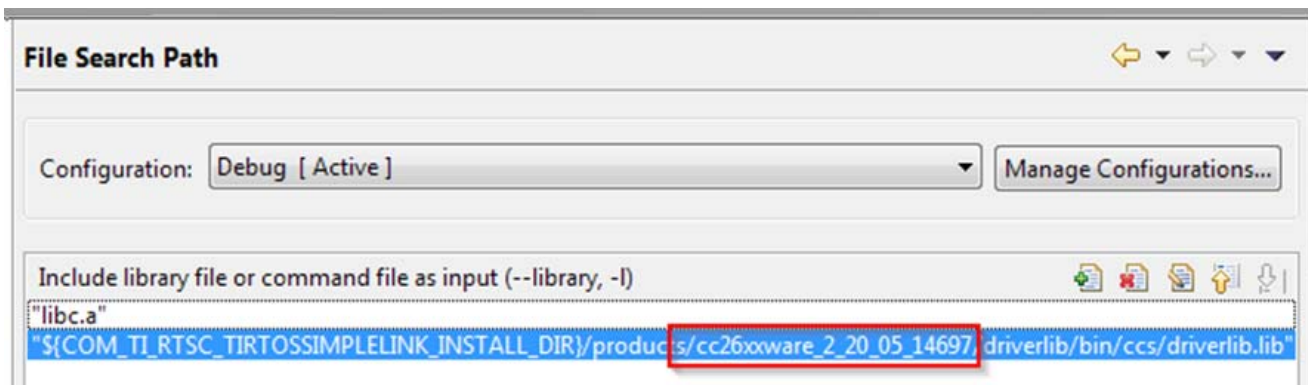 File Search Path
Configuration: Debug [ Active ] Manage Configurations...
Include library file or command file as input (--library, -l)
"libc.a"
"${COM_TI_RTSC_TIRTOSSIMPLELINK_INSTALL_DIR}/products/cc26xxware_2_20_05_14697/driverlib/bin/ccs/driverlib.lib"